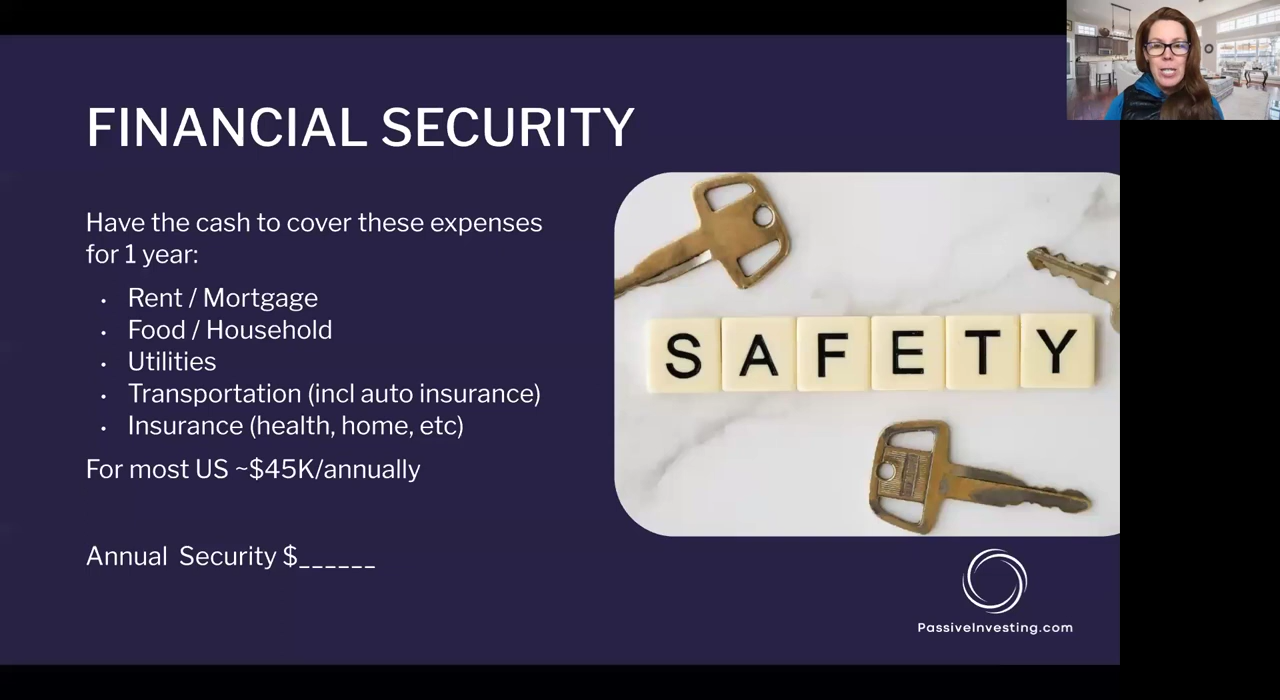 FINANCIAL SECURITY
Have the cash to cover these expenses
for 1 year:
• Rent / Mortgage
• Food / Household
• Utilities
• Transportation (incl auto insurance)
• Insurance (health, home, etc)
For most US ~$45K/annually
Annual  Security $______
SAFETY
PassiveInvesting.com